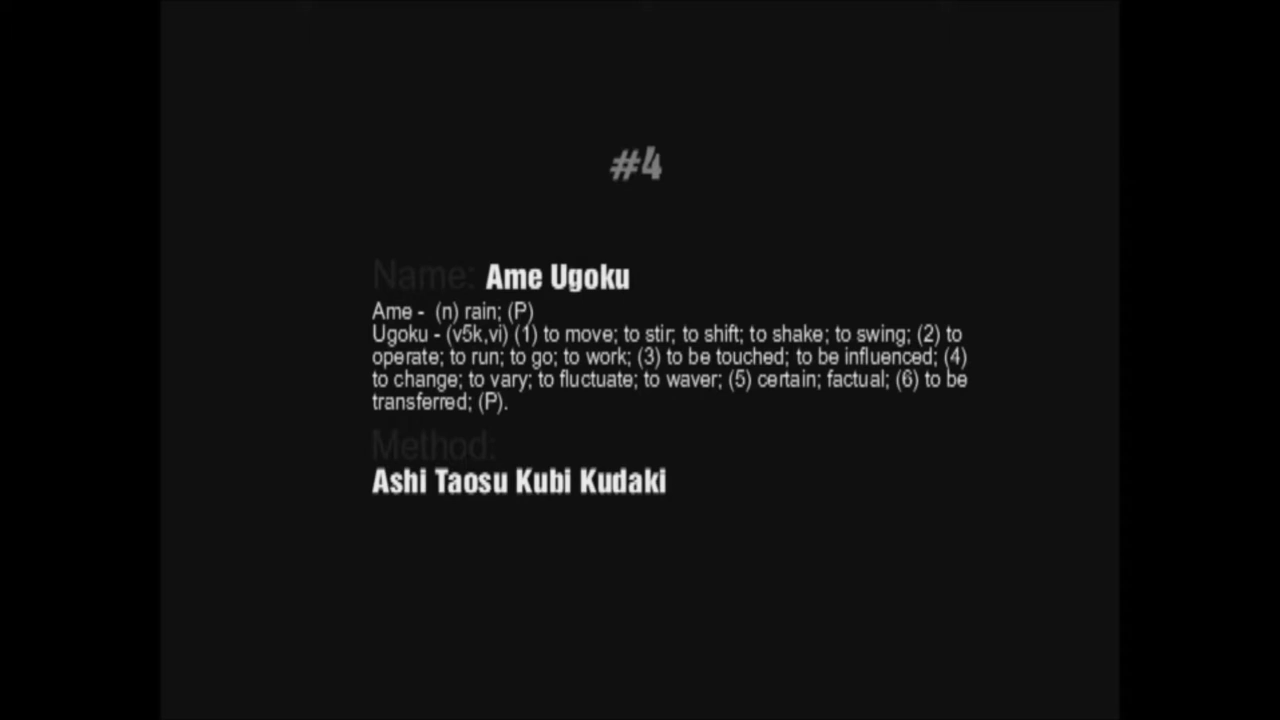 #4
Name: Ame Ugoku
Ame - (n) rain; (P)
Ugoku - (v5k,vi) (1) to move; to stir; to shift; to shake; to swing; (2) to
operate; to run; to go; to work; (3) to be touched; to be influenced; (4)
to change; to vary; to fluctuate; to waver; (5) certain; factual; (6) to be
transferred; (P).
Method:
Ashi Taosu Kubi Kudaki